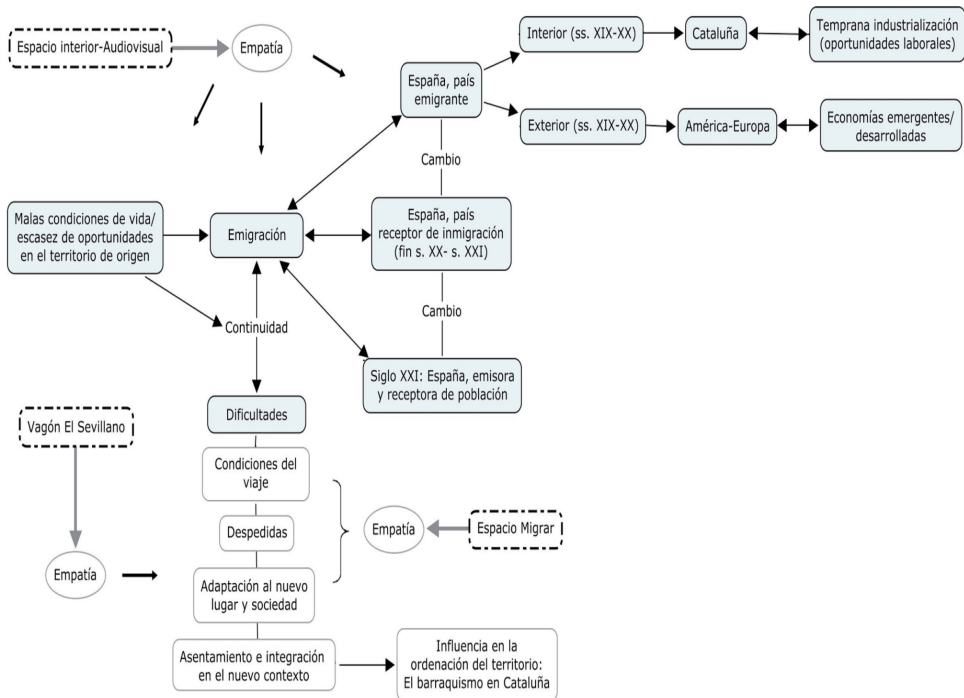 Espacio interior-Audiovisual
Empatía
España, país
emigrante
Interior (ss. XIX-XX)
Cataluña
Temprana industrialización
(oportunidades laborales)
Exterior (ss. XIX-XX)
América-Europa
Economías emergentes/
desarrolladas
Cambio
Malas condiciones de vida/
escasez de oportunidades
en el territorio de origen
Emigración
España, país
receptor de inmigración
(fin s. XX- s. XXI)
Continuidad
Cambio
Siglo XXI: España, emisora
y receptora de población
Dificultades
Vagón El Sevillano
Condiciones del
viaje
Despedidas
Empatía
Espacio Migrar
Empatía
Adaptación al nuevo
lugar y sociedad
Asentamiento e integración
en el nuevo contexto
Influencia en la
ordenación del territorio:
El barraquismo en Cataluña